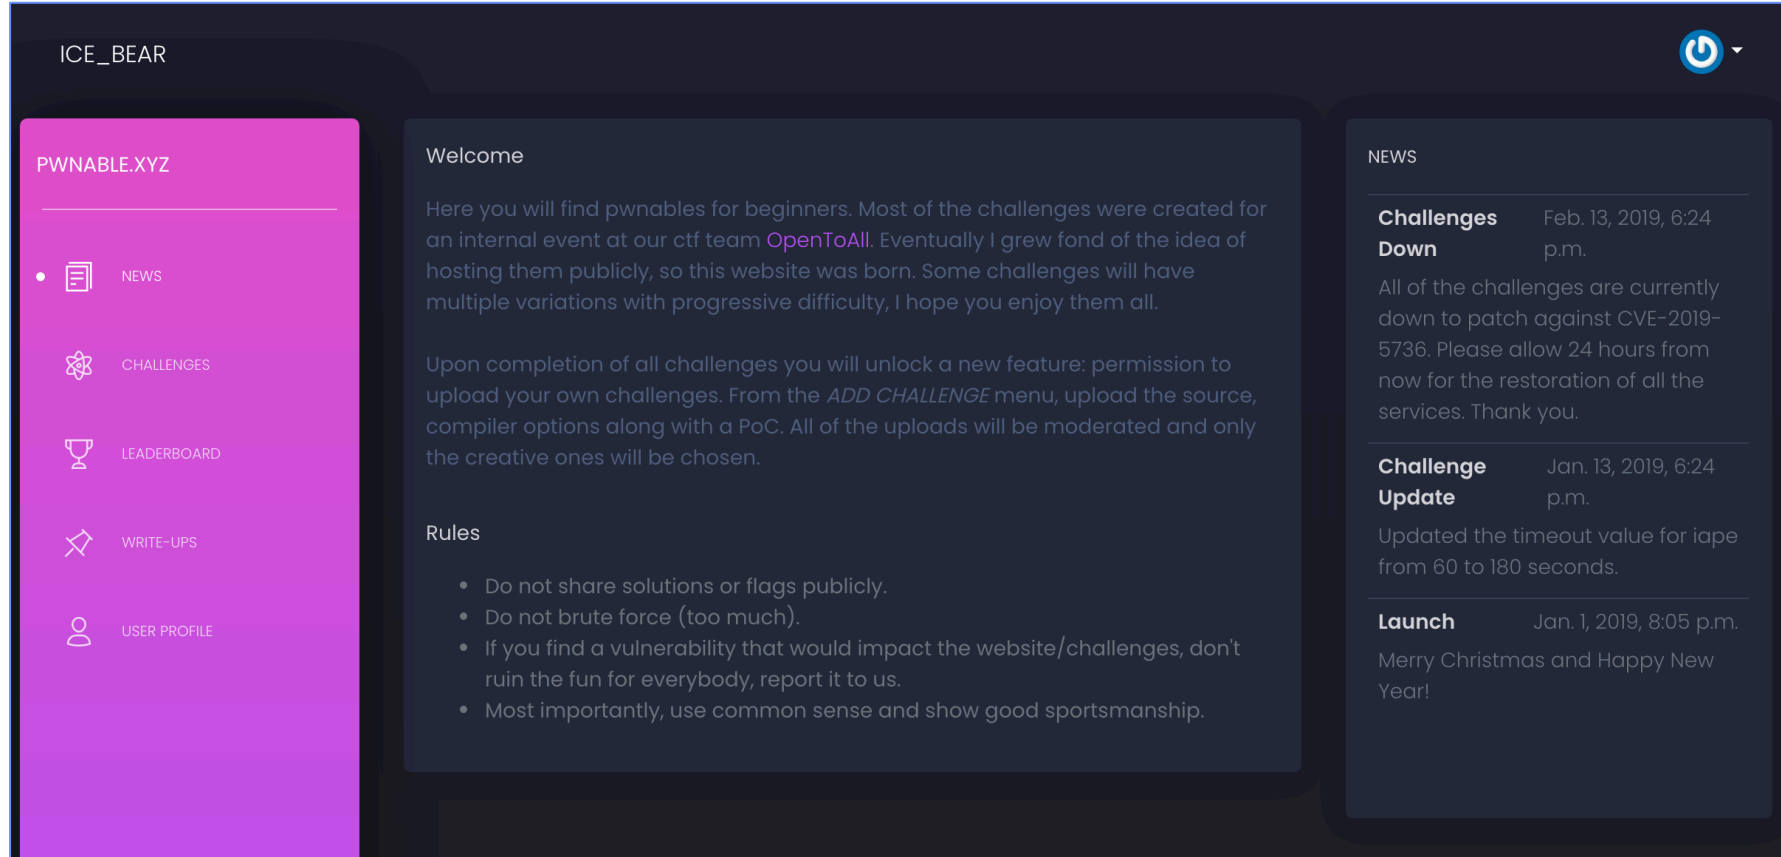 ICE_BEAR
PWNABLE.XYZ
NEWS
CHALLENGES
LEADERBOARD
WRITE-UPS
USER PROFILE
Welcome
Here you will find pwnables for beginners. Most of the challenges were created for
an internal event at our ctf team OpenToAll. Eventually I grew fond of the idea of
hosting them publicly, so this website was born. Some challenges will have
multiple variations with progressive difficulty, I hope you enjoy them all.
Upon completion of all challenges you will unlock a new feature: permission to
upload your own challenges. From the ADD CHALLENGE menu, upload the source,
compiler options along with a PoC. All of the uploads will be moderated and only
the creative ones will be chosen.
Rules
• Do not share solutions or flags publicly.
• Do not brute force (too much).
• If you find a vulnerability that would impact the website/challenges, don't
ruin the fun for everybody, report it to us.
• Most importantly, use common sense and show good sportsmanship.
NEWS
Challenges Feb. 13, 2019, 6:24
Down p.m.
All of the challenges are currently
down to patch against CVE-2019-
5736. Please allow 24 hours from
now for the restoration of all the
services. Thank you.
Challenge Jan. 13, 2019, 6:24
Update p.m.
Updated the timeout value for iape
from 60 to 180 seconds.
Launch Jan. 1, 2019, 8:05 p.m.
Merry Christmas and Happy New
Year!